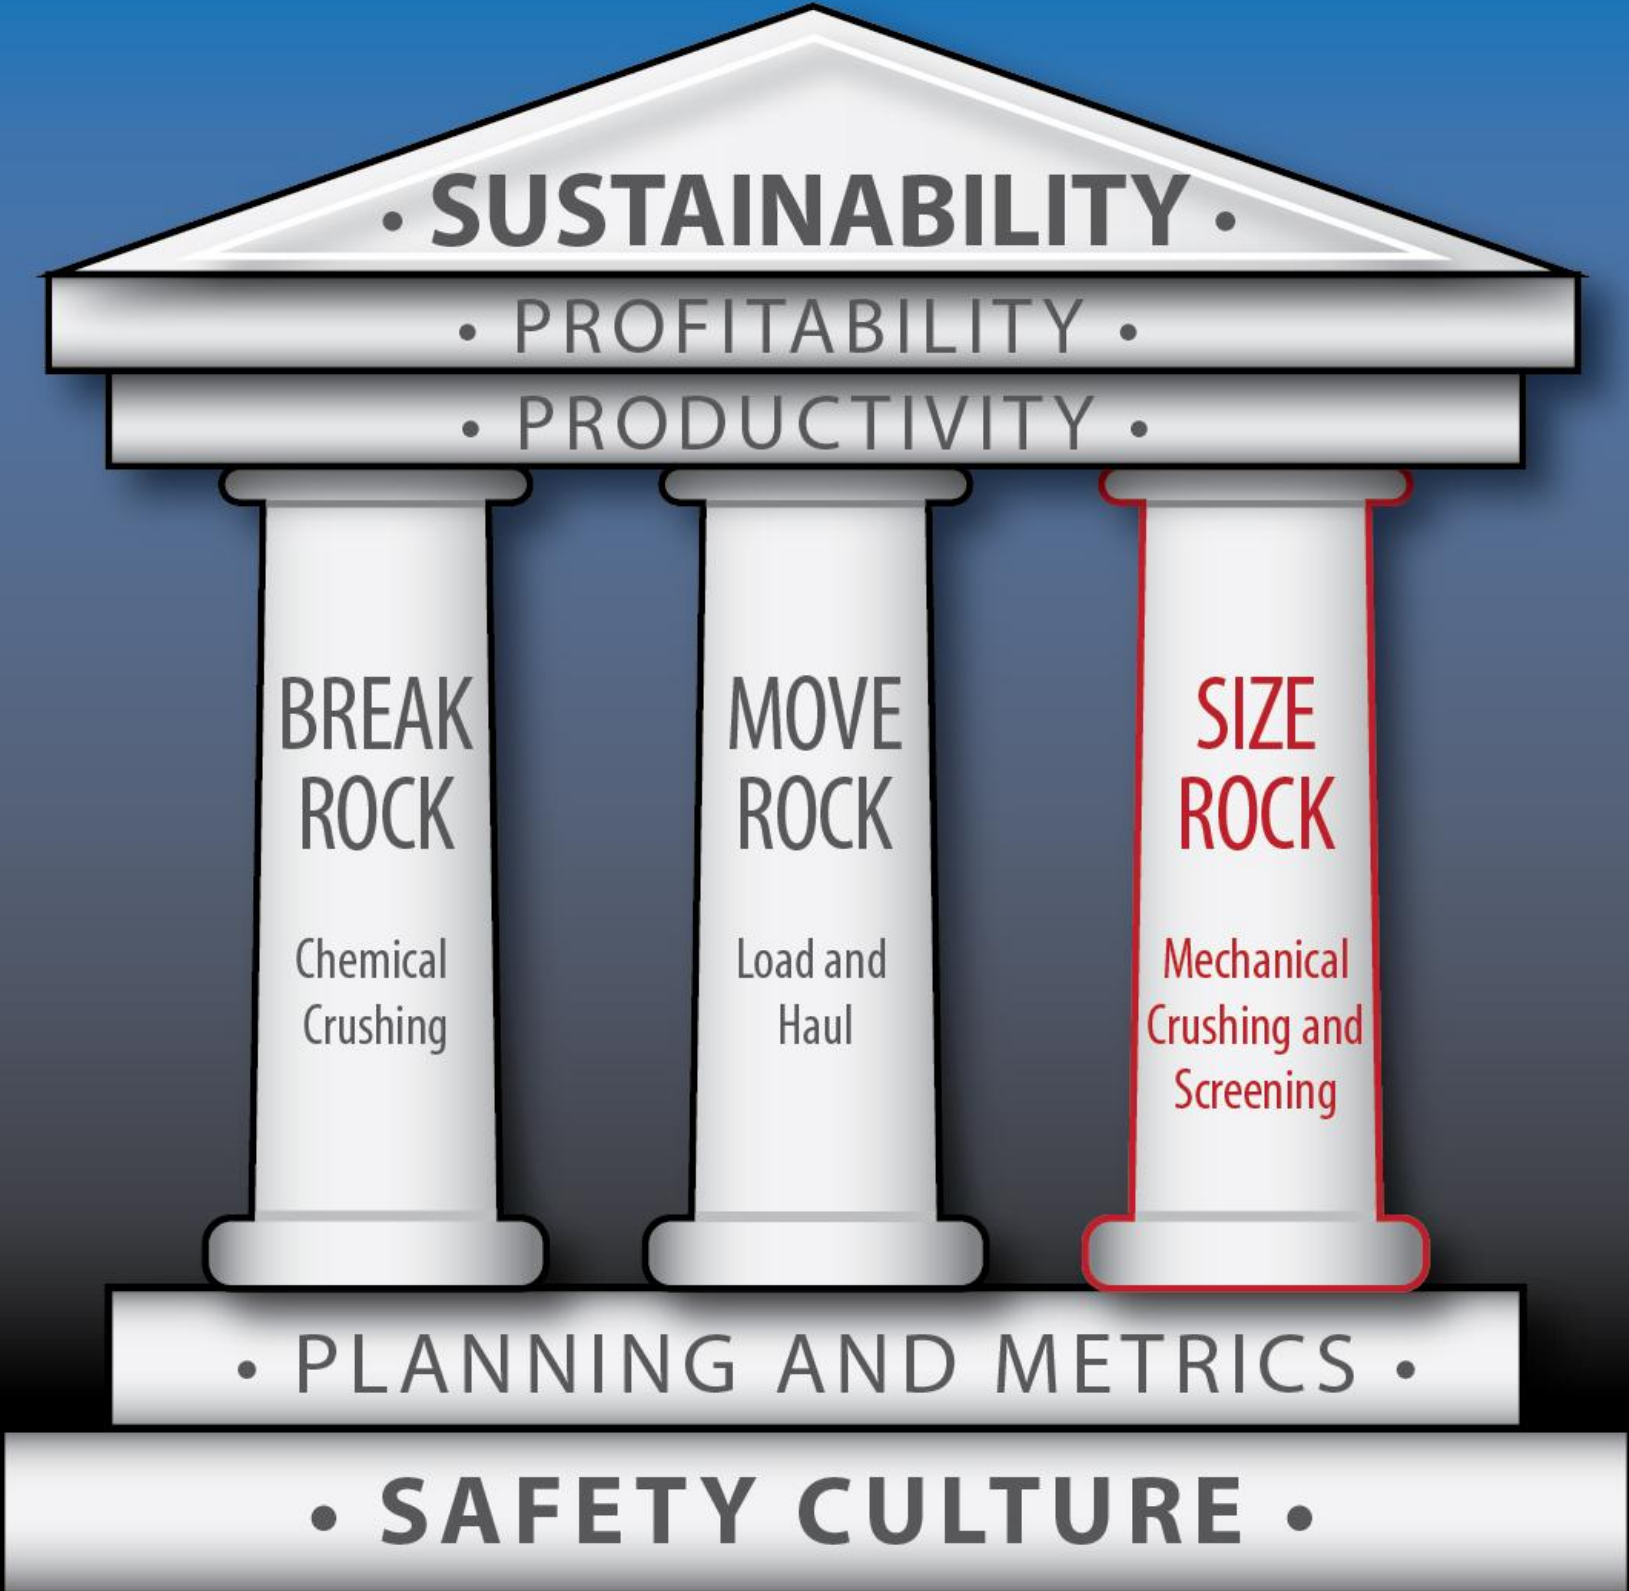 • SUSTAINABILITY •
• PROFITABILITY •
• PRODUCTIVITY •
BREAK
ROCK
Chemical
Crushing
MOVE
ROCK
Load and
Haul
SIZE
ROCK
Mechanical
Crushing and
Screening
• PLANNING AND METRICS •
• SAFETY CULTURE •